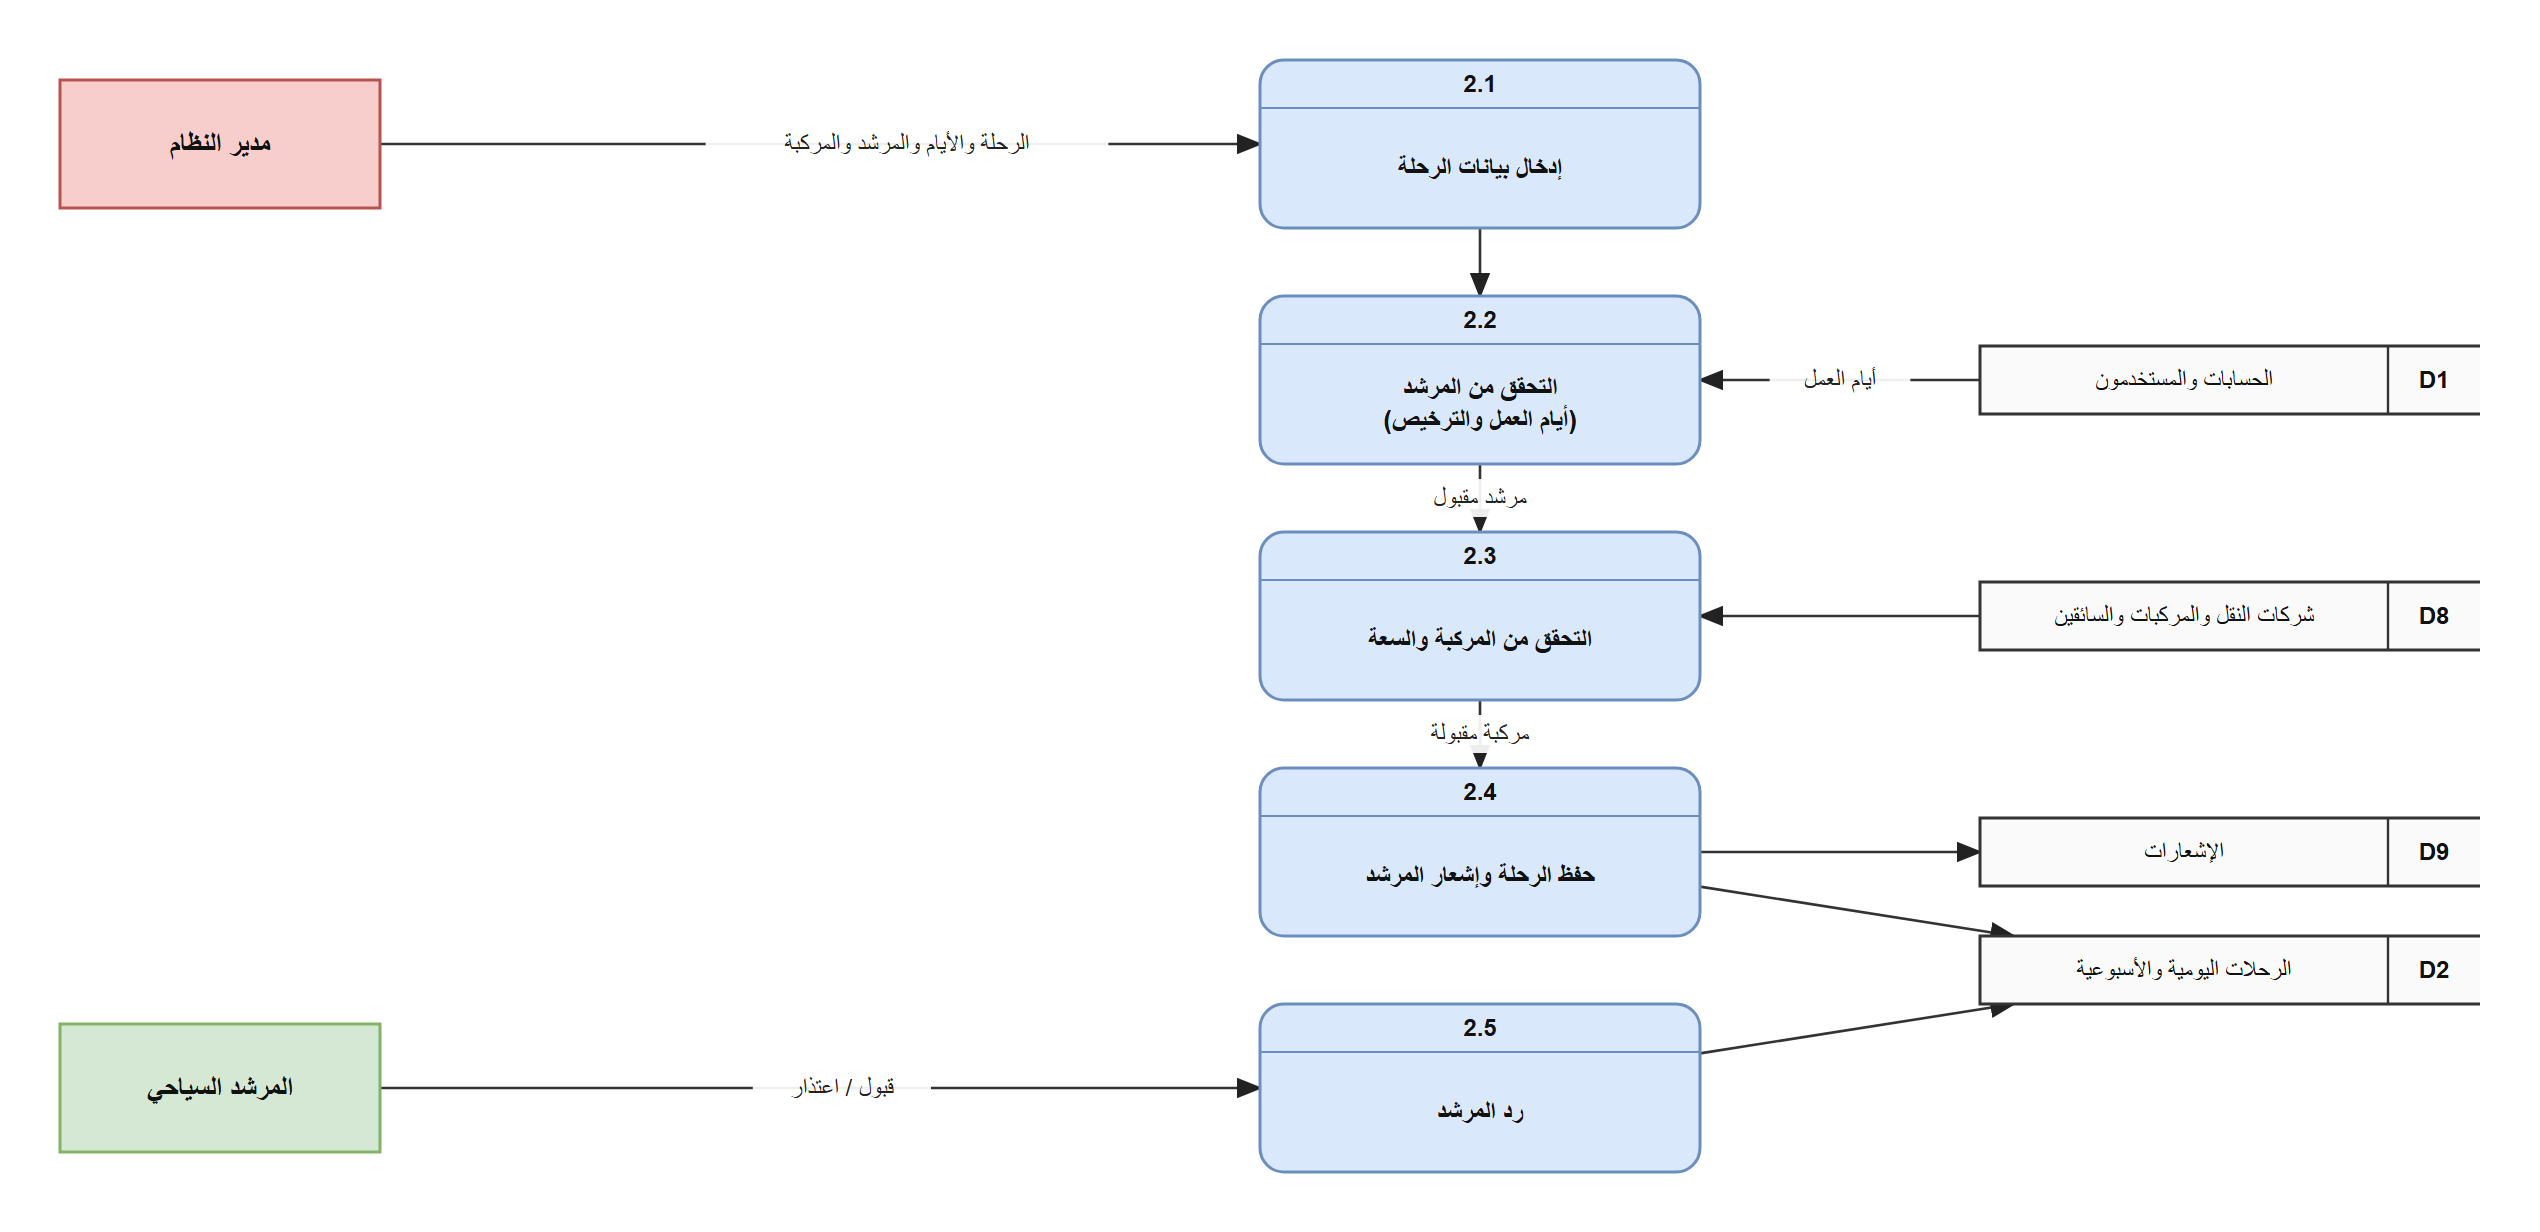 2.1
مدير النظام
الرحلة والأيام والمرشد والمركبة
إدخال بيانات الرحلة
2.2
التحقق من المرشد
(أيام العمل والترخيص)
أيام العمل
الحسابات والمستخدمون
D1
مرشد مقبول
2.3
التحقق من المركبة والسعة
شركات النقل والمركبات والسائقين
D8
مركبة مقبولة
2.4
حفظ الرحلة وإشعار المرشد
الإشعارات
D9
الرحلات اليومية والأسبوعية
D2
2.5
المرشد السياحي
قبول / اعتذار
رد المرشد